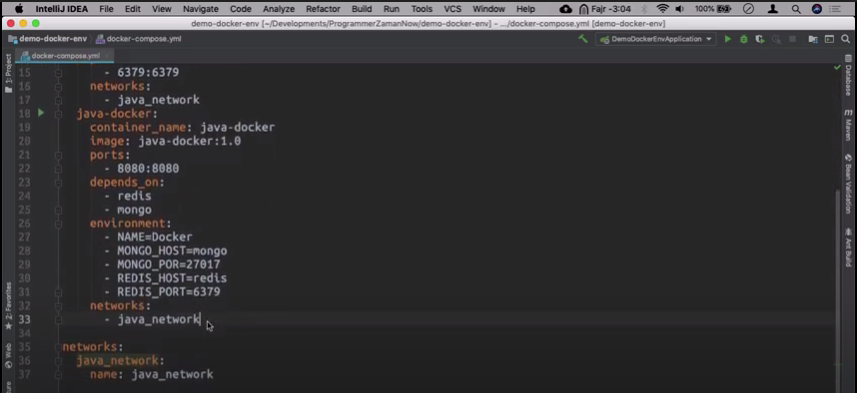 IntelliJ IDEA File Edit View Navigate Code Analyze Refactor Build Run Tools VCS Window Help Fajr -3:04 100%
demo-docker-env [~/Developments/ProgrammerZamanNow/demo-docker-env] - .../docker-compose.yml [demo-docker-env]
demo-docker-env docker-compose.yml DemoDockerEnvApplication
docker-compose.yml
15 - 6379:6379
16 networks:
17 - java_network
18 java-docker:
19 container_name: java-docker
20 image: java-docker:1.0
21 ports:
22 - 8080:8080
23 depends_on:
24 - redis
25 - mongo
26 environment:
27 - NAME=Docker
28 - MONGO_HOST=mongo
29 - MONGO_POR=27017
30 - REDIS_HOST=redis
31 - REDIS_PORT=6379
32 networks:
33 - java_network
34
35 networks:
36 java_network:
37 name: java_network
1: Project
2: Favorites
Web
Database
Maven
Bean Validation
Ant Build